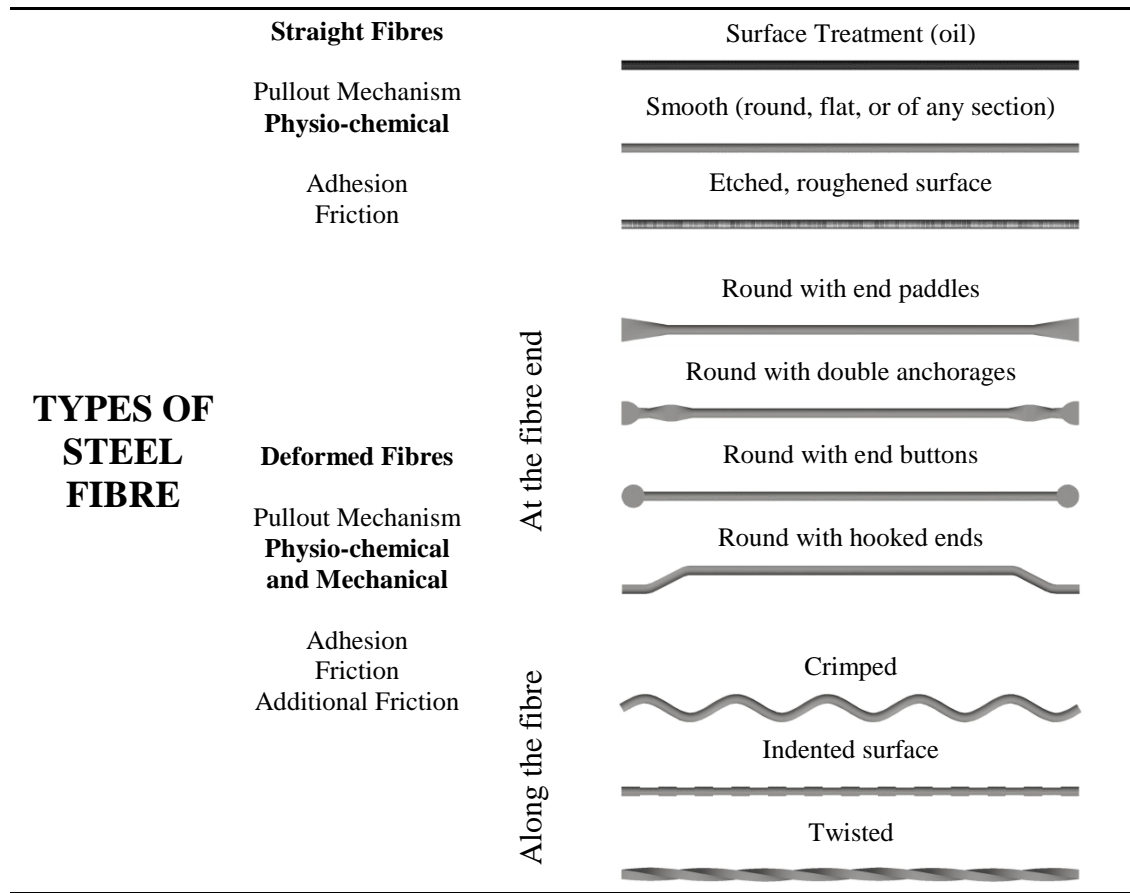 Straight Fibres
Pullout Mechanism
Physio-chemical
Adhesion
Friction
Surface Treatment (oil)
Smooth (round, flat, or of any section)
Etched, roughened surface
TYPES OF
STEEL
FIBRE
Deformed Fibres
Pullout Mechanism
Physio-chemical
and Mechanical
Adhesion
Friction
Additional Friction
At the fibre end
Round with end paddles
Round with double anchorages
Round with end buttons
Round with hooked ends
Along the fibre
Crimped
Indented surface
Twisted